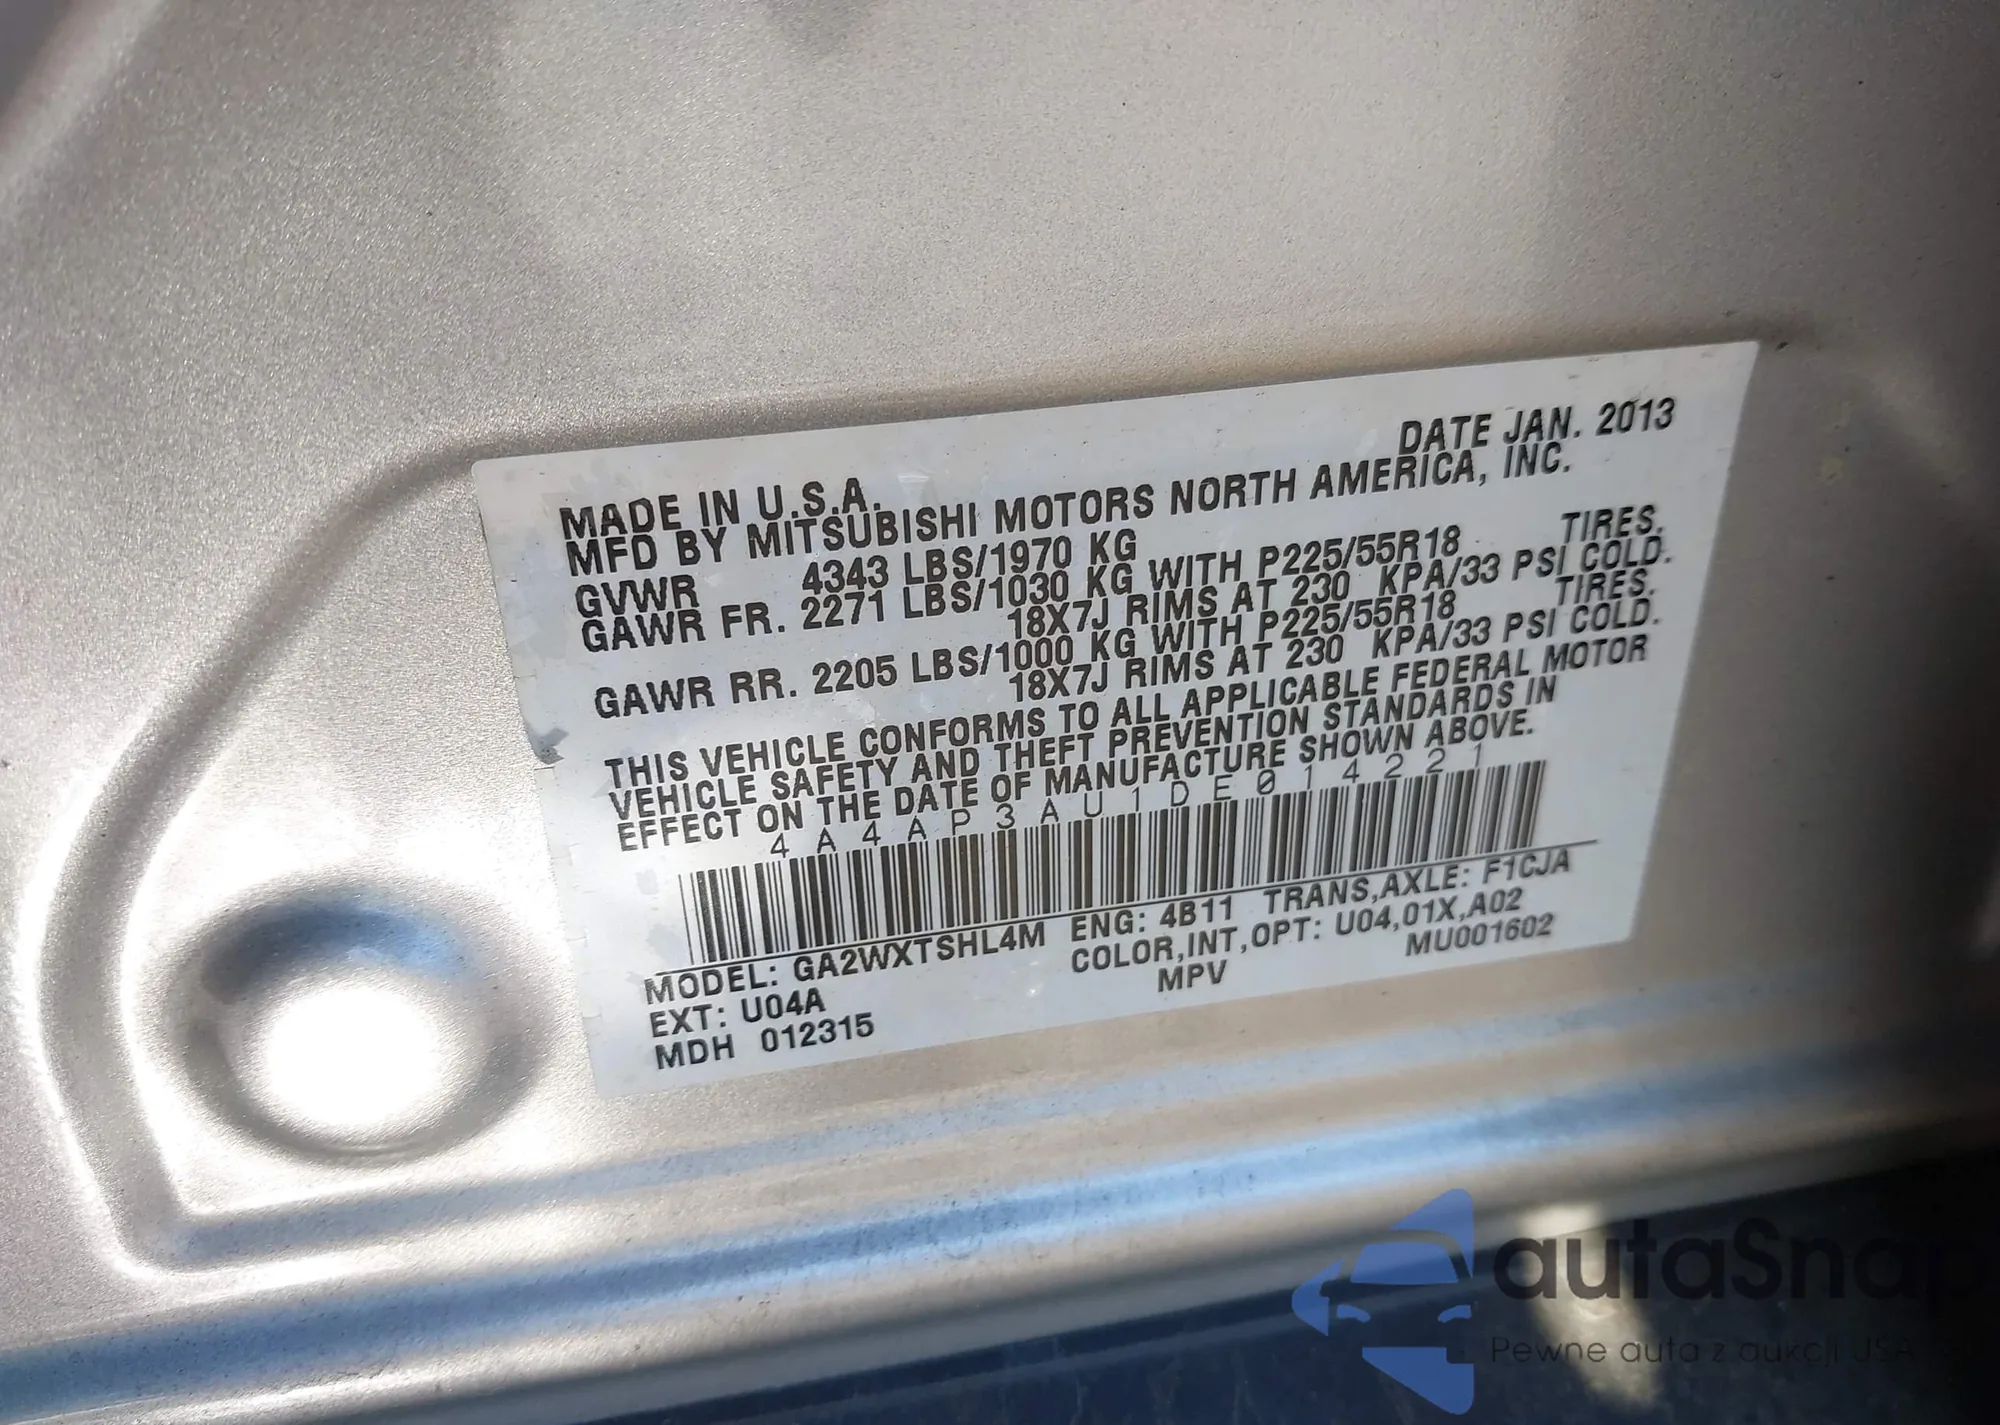 DATE JAN. 2013
MADE IN U.S.A.
MFD BY MITSUBISHI MOTORS NORTH AMERICA, INC.
GVWR 4343 LBS/1970 KG
GAWR FR. 2271 LBS/1030 KG WITH P225/55R18 TIRES.
18X7J RIMS AT 230 KPA/33 PSI COLD.
GAWR RR. 2205 LBS/1000 KG WITH P225/55R18 TIRES.
18X7J RIMS AT 230 KPA/33 PSI COLD.
THIS VEHICLE CONFORMS TO ALL APPLICABLE FEDERAL MOTOR
VEHICLE SAFETY AND THEFT PREVENTION STANDARDS IN
EFFECT ON THE DATE OF MANUFACTURE SHOWN ABOVE.
4A4AP3AU1DE014221
MODEL: GA2WXTSHL4M ENG: 4B11 TRANS,AXLE: F1CJA
EXT: U04A COLOR,INT,OPT: U04,01X,A02
MDH 012315 MPV MU001602
autaSnap
Pewne auta z aukcji USA